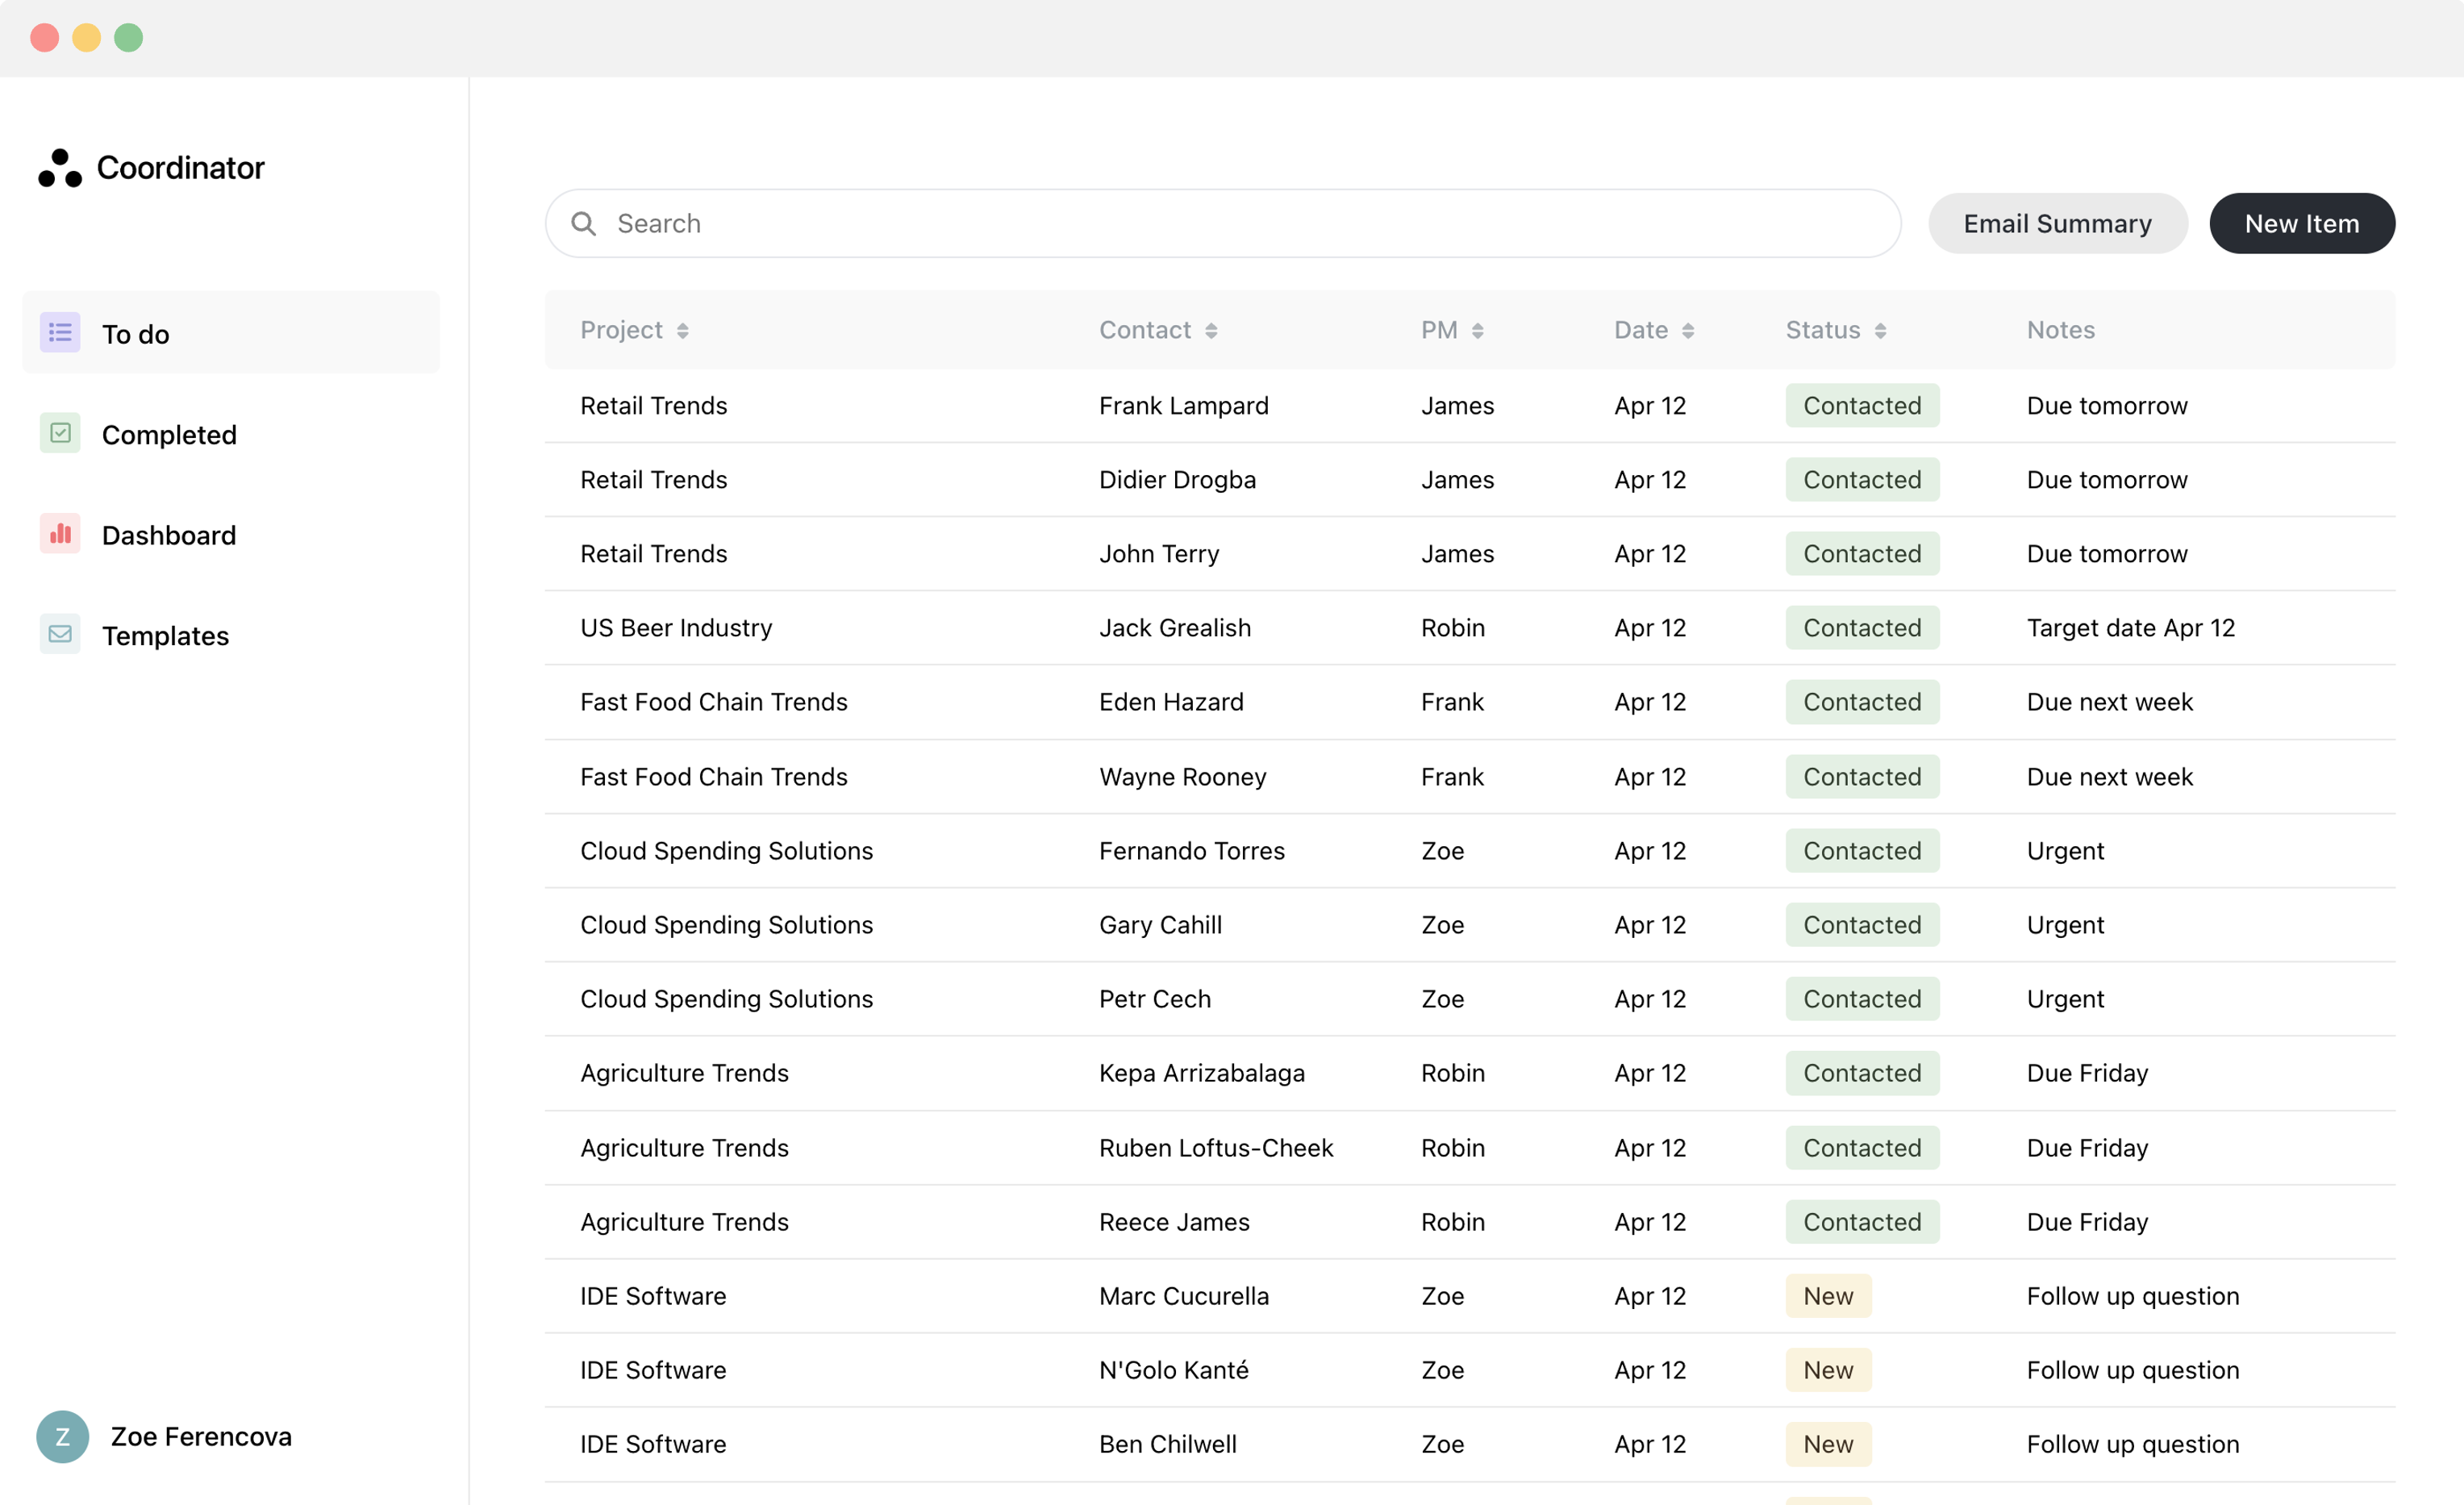 Coordinator
To do
Completed
Dashboard
Templates
Z Zoe Ferencova
Search Email Summary New Item
Project Contact PM Date Status Notes
Retail Trends Frank Lampard James Apr 12 Contacted Due tomorrow
Retail Trends Didier Drogba James Apr 12 Contacted Due tomorrow
Retail Trends John Terry James Apr 12 Contacted Due tomorrow
US Beer Industry Jack Grealish Robin Apr 12 Contacted Target date Apr 12
Fast Food Chain Trends Eden Hazard Frank Apr 12 Contacted Due next week
Fast Food Chain Trends Wayne Rooney Frank Apr 12 Contacted Due next week
Cloud Spending Solutions Fernando Torres Zoe Apr 12 Contacted Urgent
Cloud Spending Solutions Gary Cahill Zoe Apr 12 Contacted Urgent
Cloud Spending Solutions Petr Cech Zoe Apr 12 Contacted Urgent
Agriculture Trends Kepa Arrizabalaga Robin Apr 12 Contacted Due Friday
Agriculture Trends Ruben Loftus-Cheek Robin Apr 12 Contacted Due Friday
Agriculture Trends Reece James Robin Apr 12 Contacted Due Friday
IDE Software Marc Cucurella Zoe Apr 12 New Follow up question
IDE Software N'Golo Kanté Zoe Apr 12 New Follow up question
IDE Software Ben Chilwell Zoe Apr 12 New Follow up question